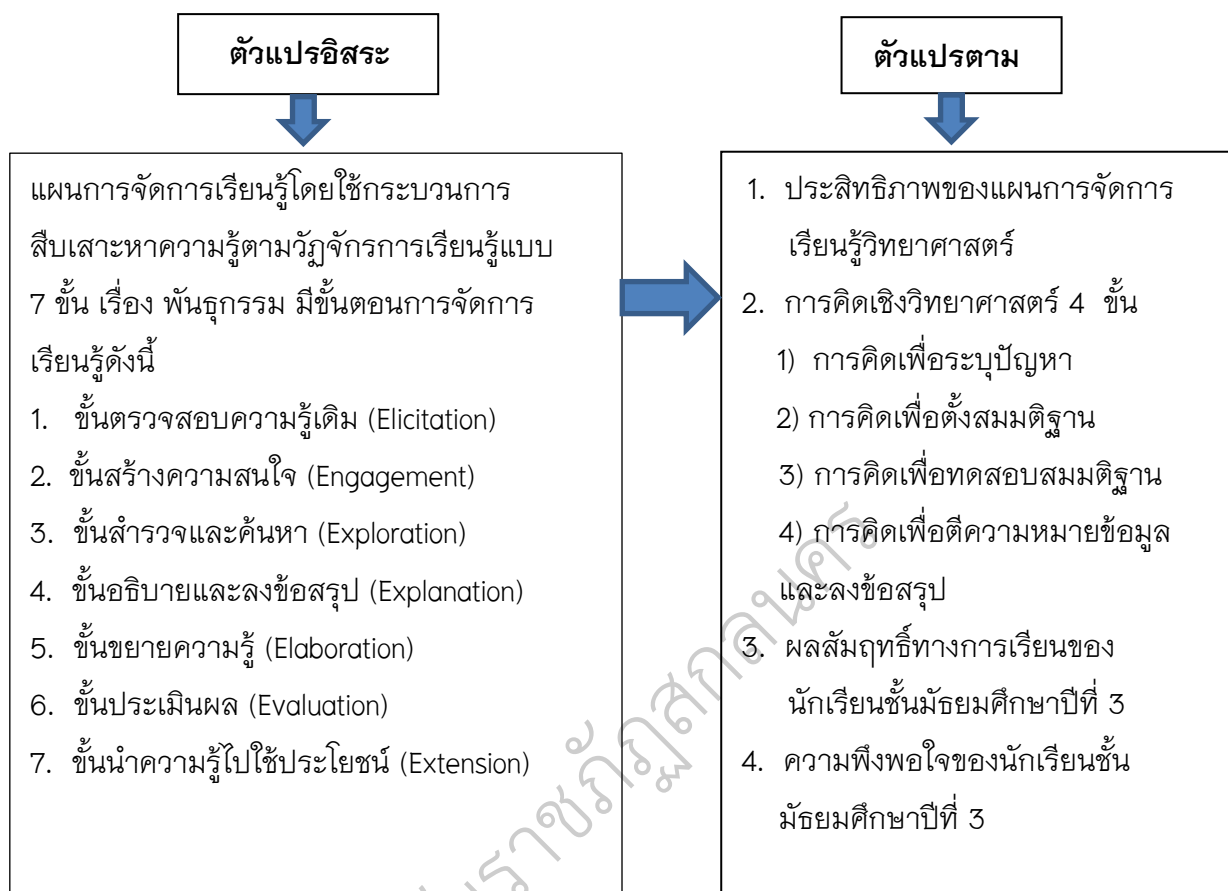 ตัวแปรอิสระ
แผนการจัดการเรียนรู้โดยใช้กระบวนการ
สืบเสาะหาความรู้ตามวัฏจักรการเรียนรู้แบบ
7 ขั้น เรื่อง พันธุกรรม มีขั้นตอนการจัดการ
เรียนรู้ดังนี้
1. ขั้นตรวจสอบความรู้เดิม (Elicitation)
2. ขั้นสร้างความสนใจ (Engagement)
3. ขั้นสำรวจและค้นหา (Exploration)
4. ขั้นอธิบายและลงข้อสรุป (Explanation)
5. ขั้นขยายความรู้ (Elaboration)
6. ขั้นประเมินผล (Evaluation)
7. ขั้นนำความรู้ไปใช้ประโยชน์ (Extension)
ตัวแปรตาม
1. ประสิทธิภาพของแผนการจัดการ
เรียนรู้วิทยาศาสตร์
2. การคิดเชิงวิทยาศาสตร์ 4 ขั้น
1) การคิดเพื่อระบุปัญหา
2) การคิดเพื่อตั้งสมมติฐาน
3) การคิดเพื่อทดสอบสมมติฐาน
4) การคิดเพื่อตีความหมายข้อมูล
และลงข้อสรุป
3. ผลสัมฤทธิ์ทางการเรียนของ
นักเรียนชั้นมัธยมศึกษาปีที่ 3
4. ความพึงพอใจของนักเรียนชั้น
มัธยมศึกษาปีที่ 3
ราชภัฏสกลนคร